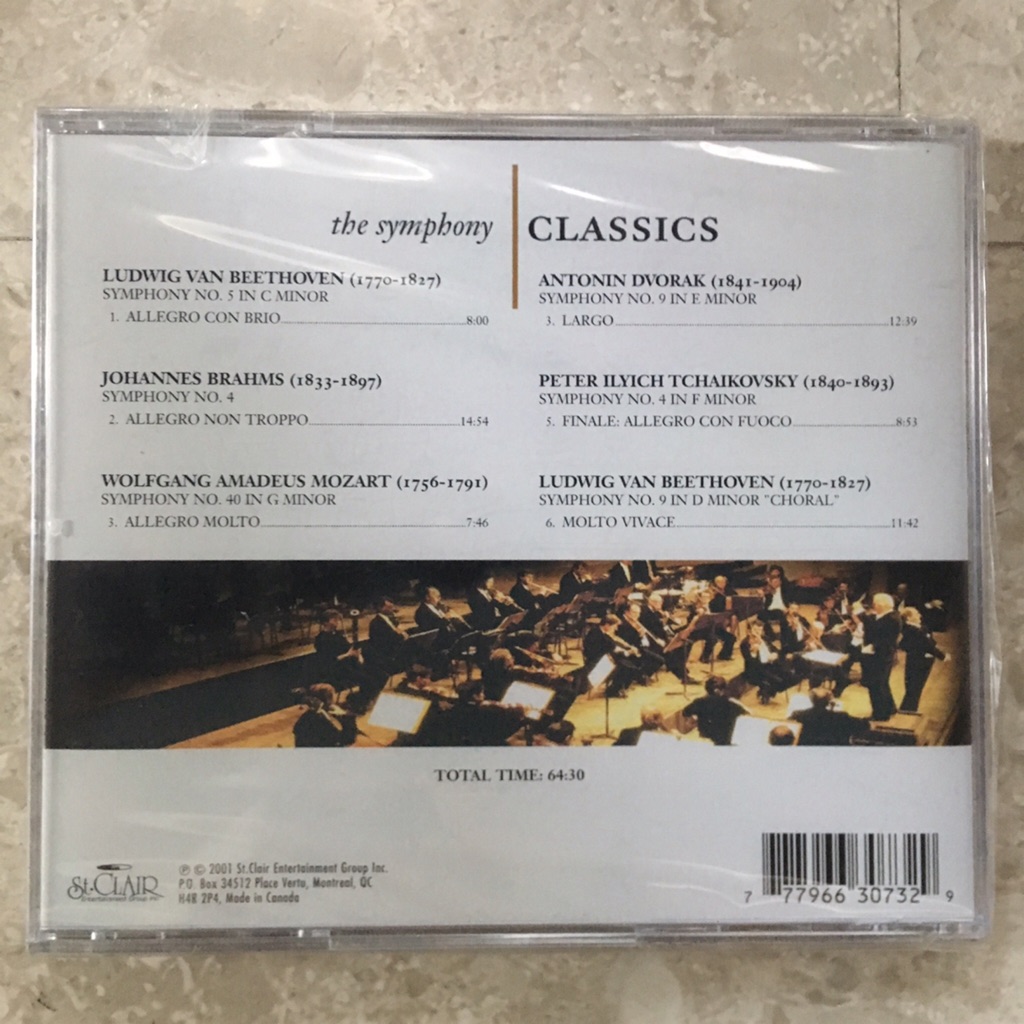 the symphony | CLASSICS
LUDWIG VAN BEETHOVEN (1770-1827)
SYMPHONY NO. 5 IN C MINOR
1. ALLEGRO CON BRIO 8:00
JOHANNES BRAHMS (1833-1897)
SYMPHONY NO. 4
2. ALLEGRO NON TROPPO 14:54
WOLFGANG AMADEUS MOZART (1756-1791)
SYMPHONY NO. 40 IN G MINOR
3. ALLEGRO MOLTO 7:46
ANTONIN DVORAK (1841-1904)
SYMPHONY NO. 9 IN E MINOR
3. LARGO 12:39
PETER ILYICH TCHAIKOVSKY (1840-1893)
SYMPHONY NO. 4 IN F MINOR
5. FINALE: ALLEGRO CON FUOCO 8:53
LUDWIG VAN BEETHOVEN (1770-1827)
SYMPHONY NO. 9 IN D MINOR "CHORAL"
6. MOLTO VIVACE 11:42
TOTAL TIME: 64:30
St.CLAIR
Entertainment Group Inc.
℗ © 2001 St.Clair Entertainment Group Inc.
P.O. Box 34512 Place Vertu, Montreal, QC
H4R 2P4, Made in Canada
7 77966 30732 9